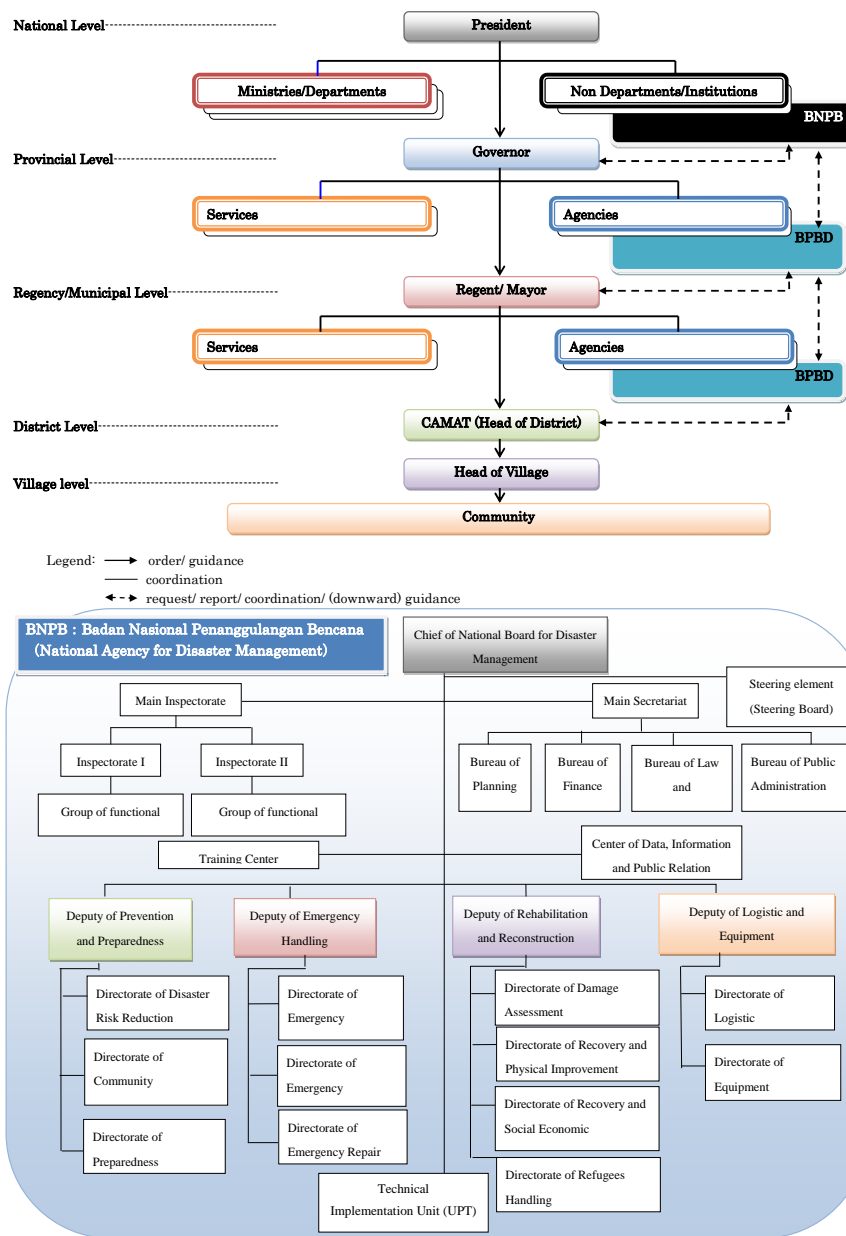 National Level
President
Ministries/Departments
Non Departments/Institutions
BNPB
Provincial Level
Governor
Services
Agencies
BPBD
Regency/Municipal Level
Regent/ Mayor
Services
Agencies
BPBD
District Level
CAMAT (Head of District)
Head of Village
Village level
Community
Legend:
order/ guidance
coordination
request/ report/ coordination/ (downward) guidance
BNPB : Badan Nasional Penanggulangan Bencana
(National Agency for Disaster Management)
Chief of National Board for Disaster
Management
Steering element
(Steering Board)
Main Inspectorate
Main Secretariat
Inspectorate I
Inspectorate II
Bureau of
Planning
Bureau of
Finance
Bureau of Law
and
Bureau of Public
Administration
Group of functional
Group of functional
Training Center
Center of Data, Information
and Public Relation
Deputy of Prevention
and Preparedness
Deputy of Emergency
Handling
Deputy of Rehabilitation
and Reconstruction
Deputy of Logistic and
Equipment
Directorate of Disaster
Risk Reduction
Directorate of
Community
Directorate of
Preparedness
Directorate of
Emergency
Directorate of
Emergency
Directorate of
Emergency Repair
Directorate of Damage
Assessment
Directorate of Recovery and
Physical Improvement
Directorate of Recovery and
Social Economic
Directorate of Refugees
Handling
Directorate of
Logistic
Directorate of
Equipment
Technical
Implementation Unit (UPT)